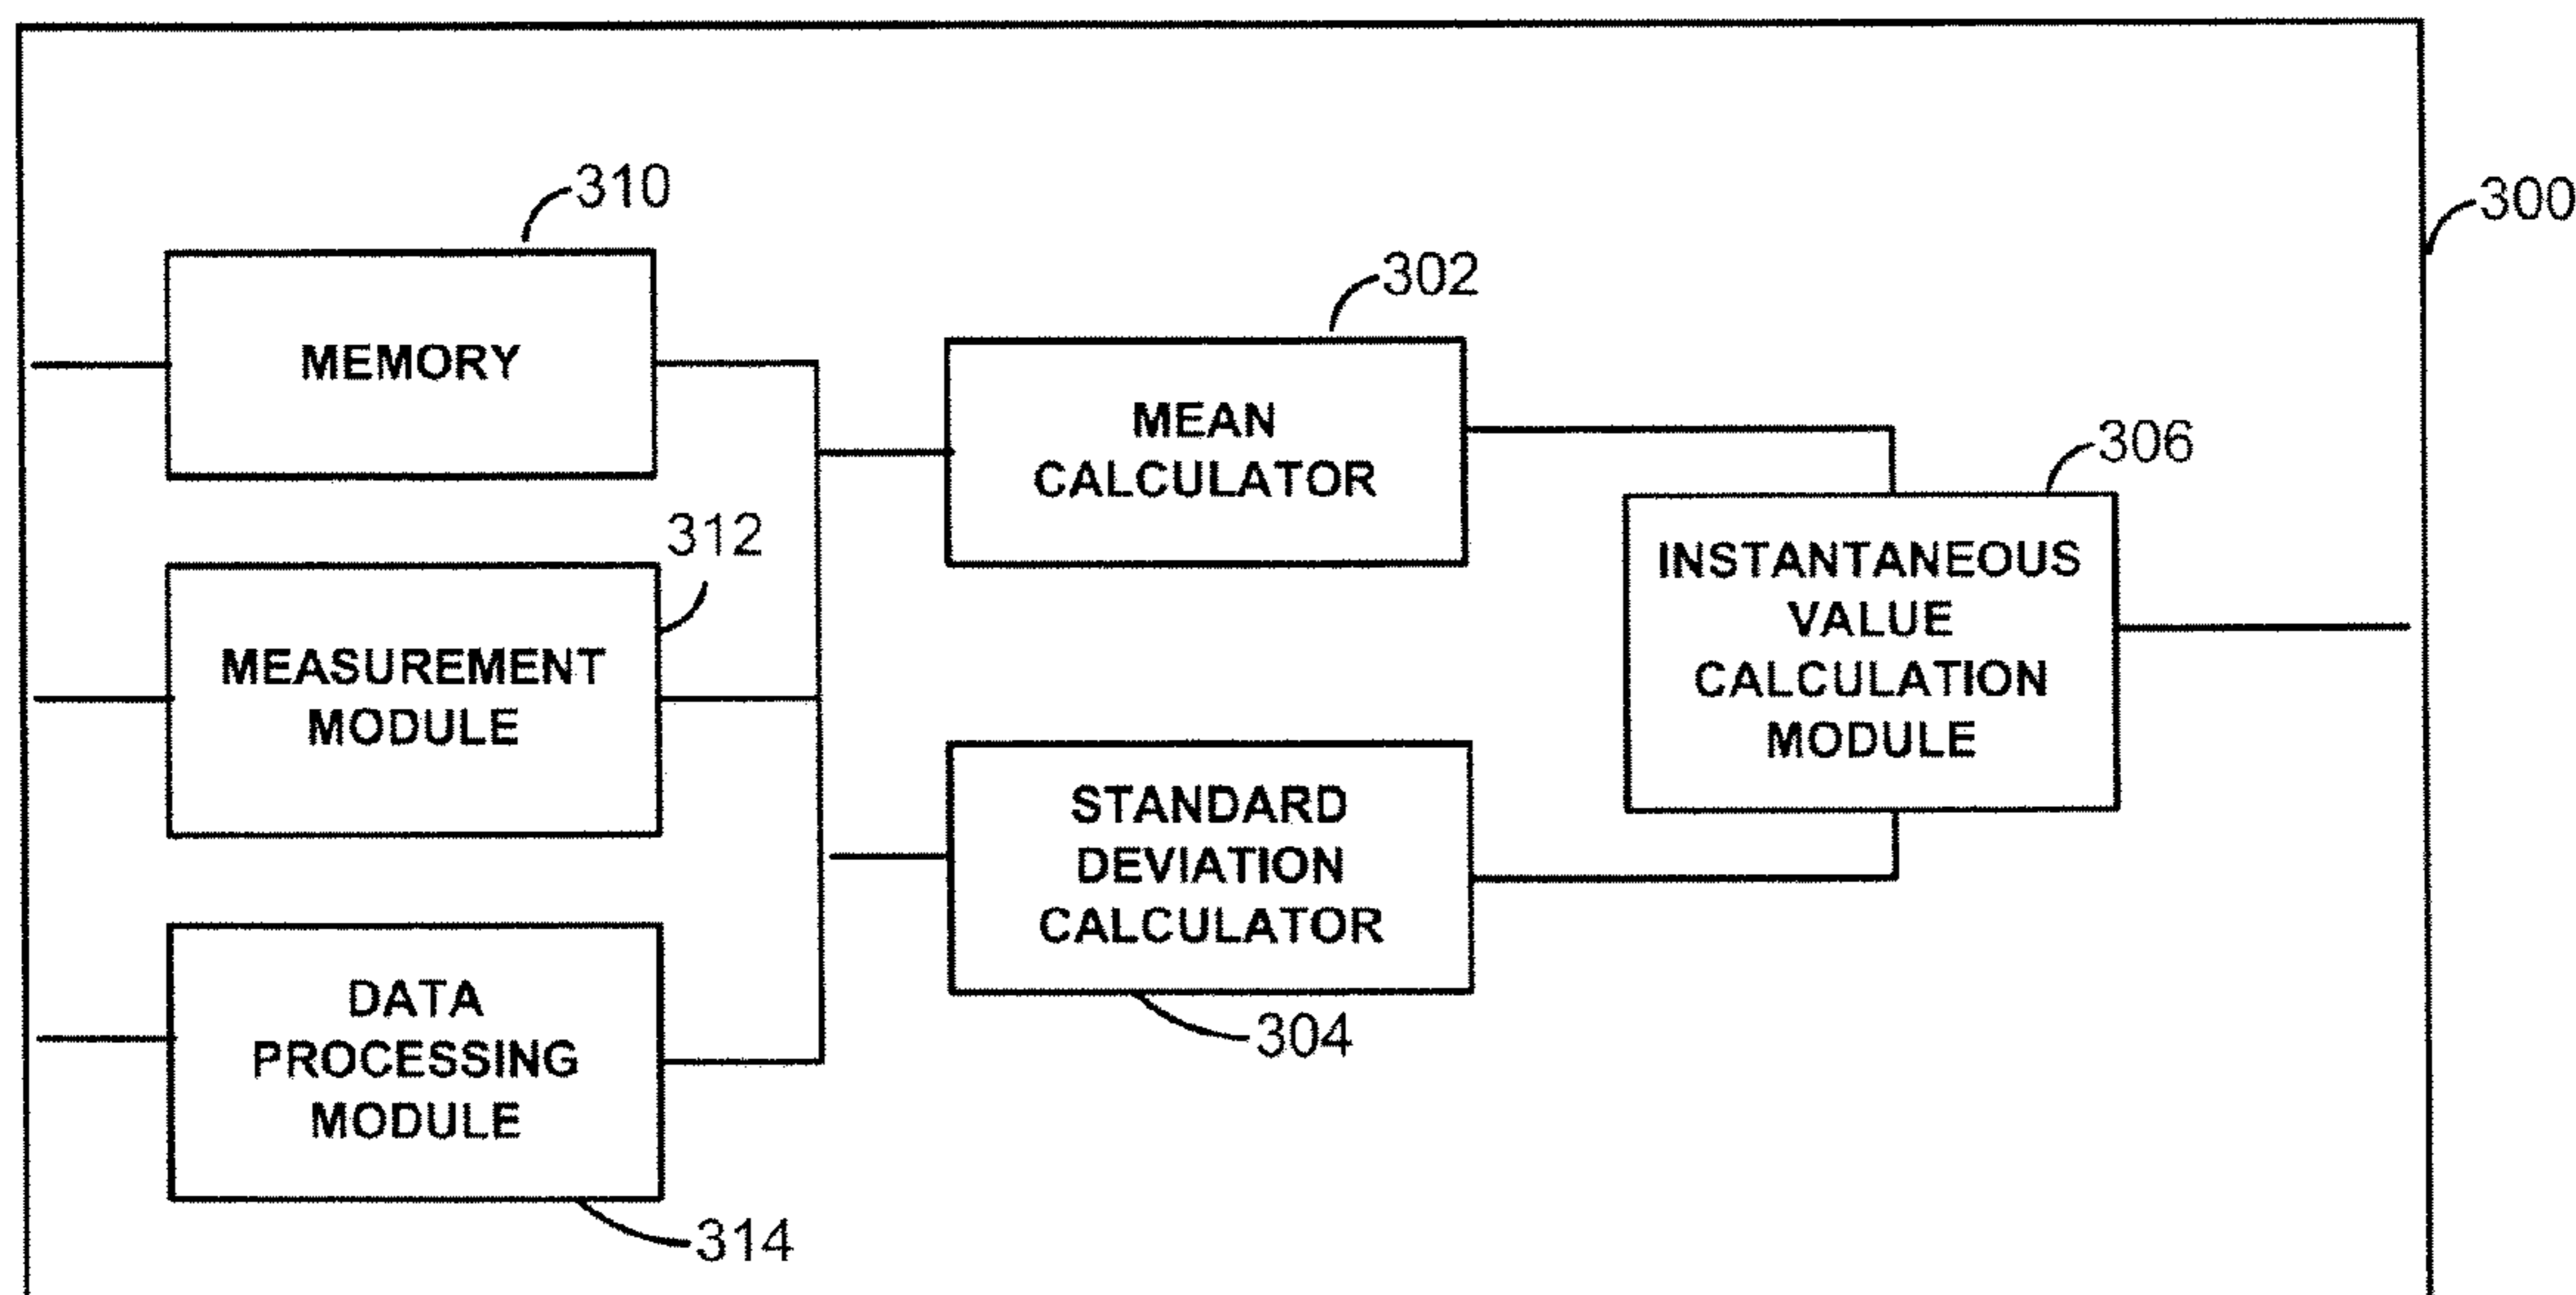 310
300
MEMORY
302
MEAN
CALCULATOR
306
312
MEASUREMENT
MODULE
INSTANTANEOUS
VALUE
CALCULATION
MODULE
STANDARD
DEVIATION
CALCULATOR
304
DATA
PROCESSING
MODULE
314